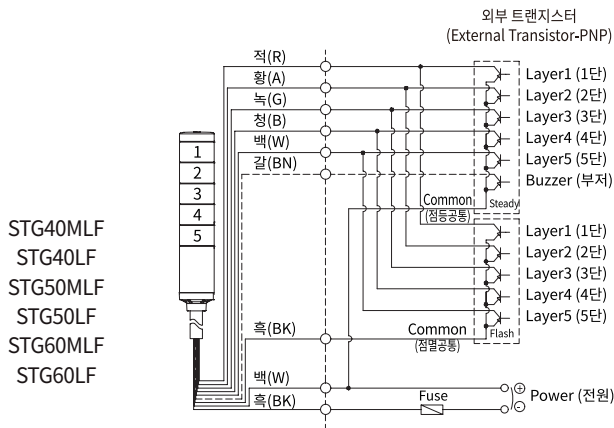 외부 트랜지스터
(External Transistor-PNP)
적(R)
황(A)
녹(G)
청(B)
백(W)
갈(BN)
Layer1 (1단)
Layer2 (2단)
Layer3 (3단)
Layer4 (4단)
Layer5 (5단)
Buzzer (부저)
Common
(점등공통)
Steady
1
2
3
4
5
STG40MLF
STG40LF
STG50MLF
STG50LF
STG60MLF
STG60LF
Layer1 (1단)
Layer2 (2단)
Layer3 (3단)
Layer4 (4단)
Layer5 (5단)
흑(BK)
Common
(점멸공통)
Flash
백(W)
흑(BK)
Fuse
+
-
Power (전원)